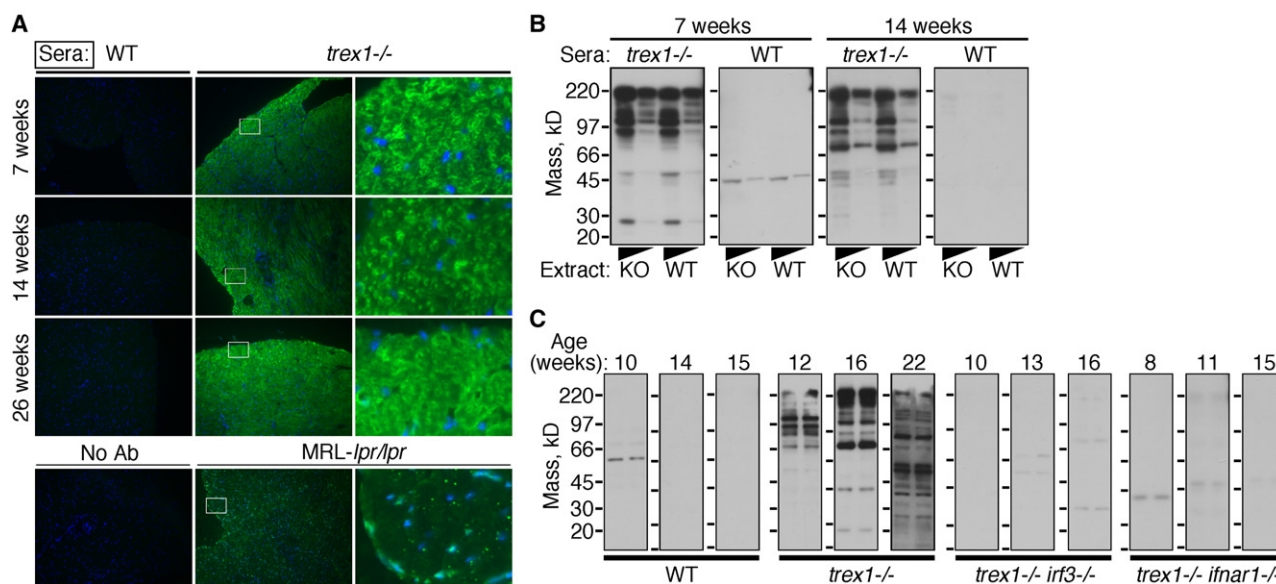 A
Sera: WT trex1-/-
7 weeks
14 weeks
26 weeks
No Ab MRL-lpr/lpr
B
7 weeks 14 weeks
Sera: trex1-/- WT trex1-/- WT
Mass, kD
220
97
66
45
30
20
Extract: KO WT KO WT KO WT KO WT
C
Age
(weeks): 10 14 15 12 16 22 10 13 16 8 11 15
Mass, kD
220
97
66
45
30
20
WT trex1-/- trex1-/- irf3-/- trex1-/- ifnar1-/-